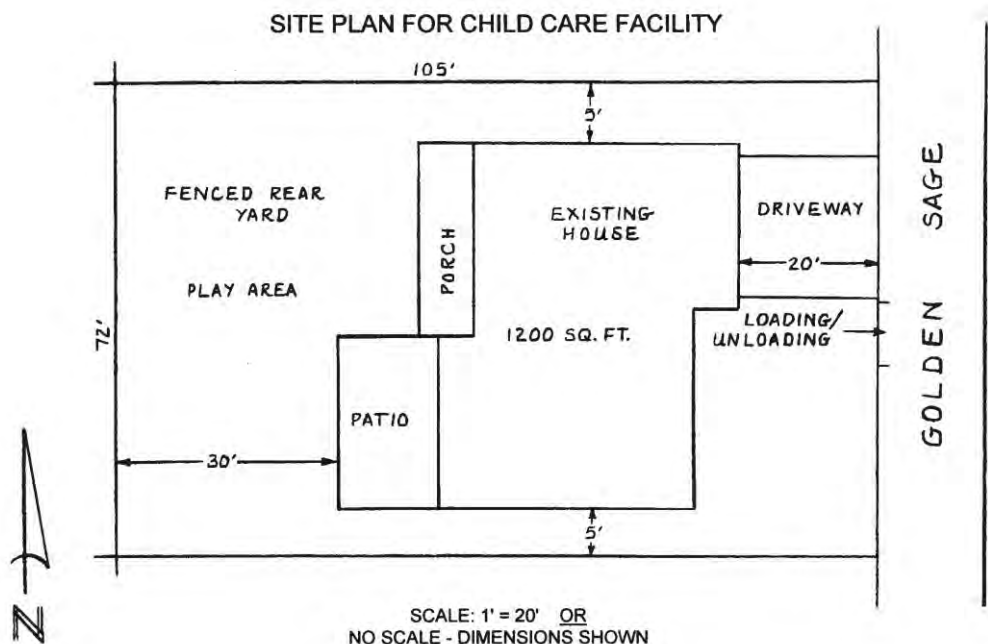 SITE PLAN FOR CHILD CARE FACILITY
105'
5'
FENCED REAR
YARD
PLAY AREA
PORCH
EXISTING
HOUSE
DRIVEWAY
20'
GOLDEN SAGE
72'
1200 SQ. FT.
LOADING/
UNLOADING
PATIO
30'
5'
N
SCALE: 1' = 20' OR
NO SCALE - DIMENSIONS SHOWN